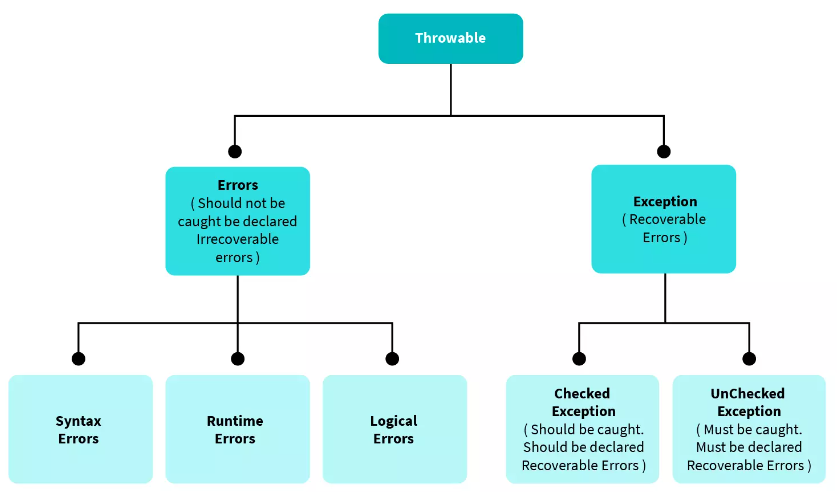 Throwable
Errors
( Should not be
caught be declared
Irrecoverable
errors )
Exception
( Recoverable
Errors )
Syntax
Errors
Runtime
Errors
Logical
Errors
Checked
Exception
( Should be caught.
Should be declared
Recoverable Errors )
UnChecked
Exception
( Must be caught.
Must be declared
Recoverable Errors )